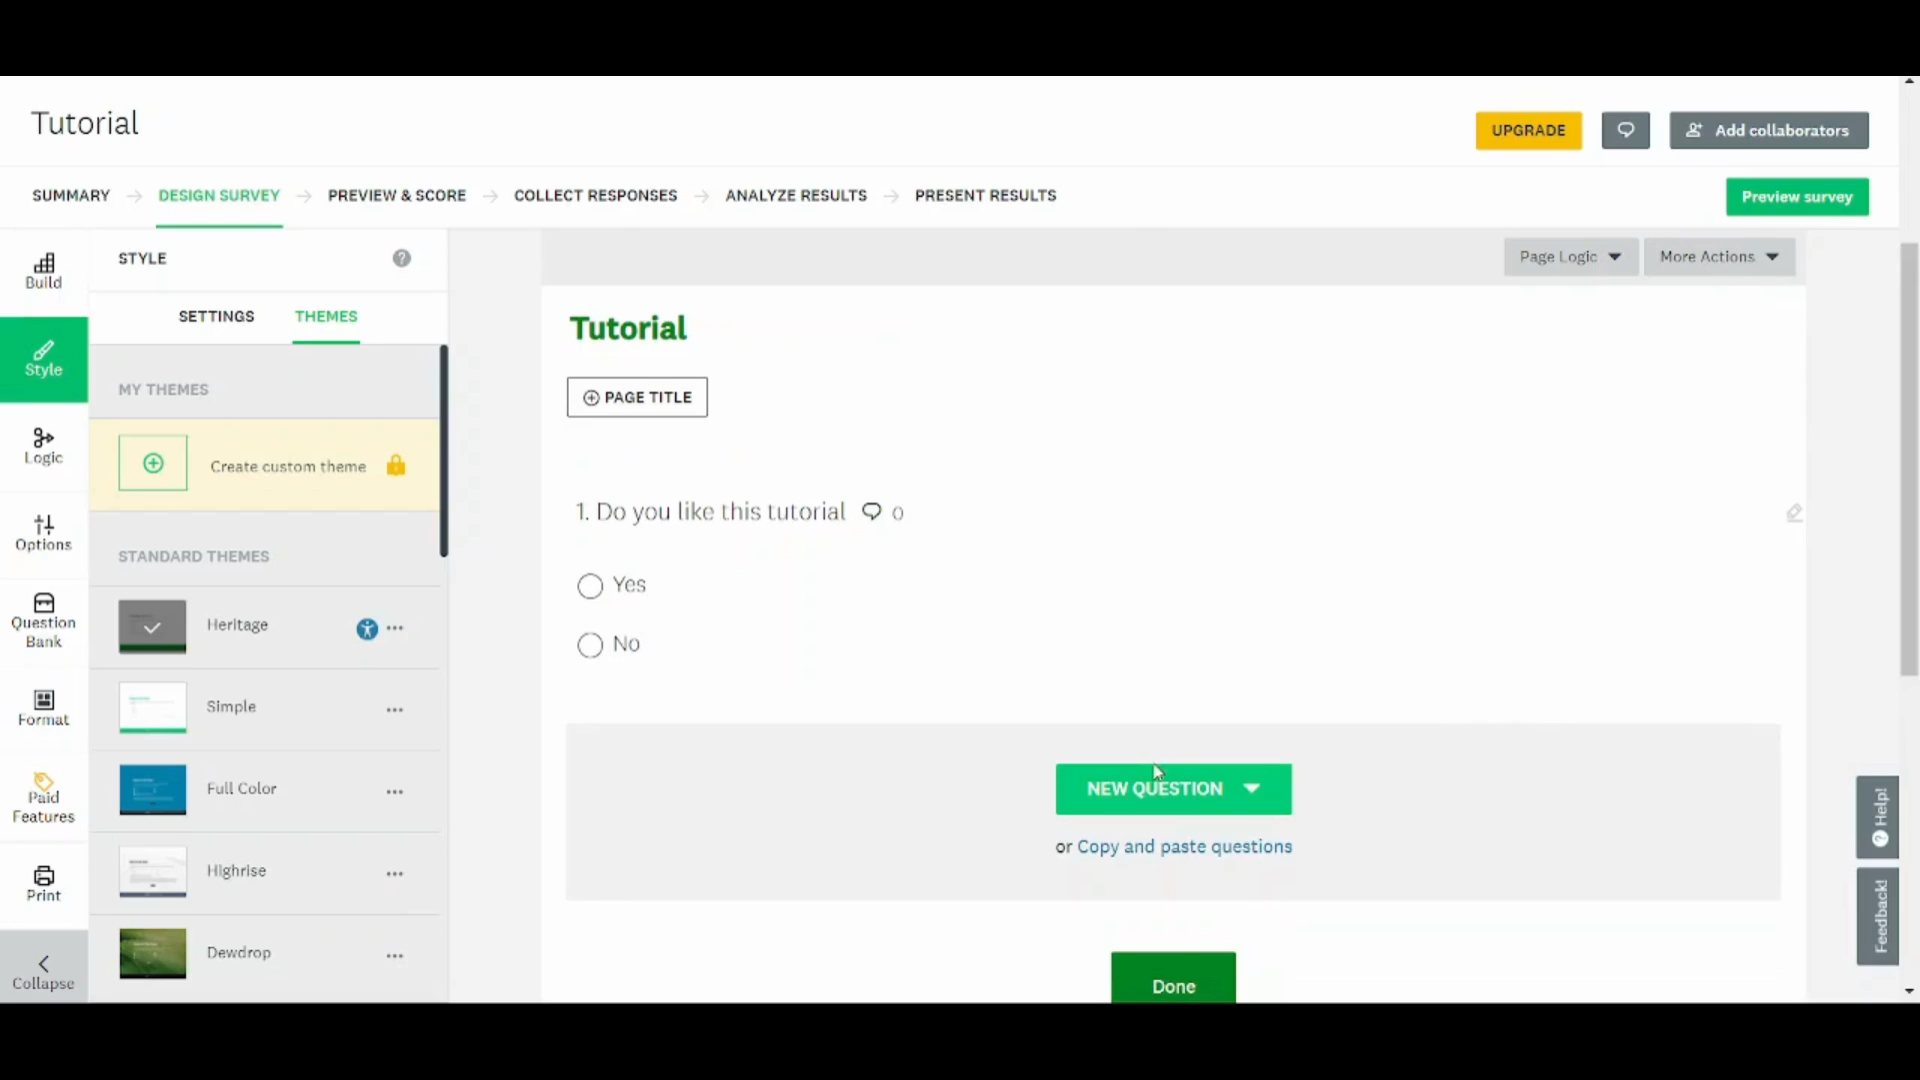 Tutorial
UPGRADE
Add collaborators
SUMMARY
DESIGN SURVEY
PREVIEW & SCORE
COLLECT RESPONSES
ANALYZE RESULTS
PRESENT RESULTS
Preview survey
Build
Style
Logic
Options
Question
Bank
Format
Paid
Features
Print
Collapse
STYLE
SETTINGS
THEMES
MY THEMES
Create custom theme
STANDARD THEMES
Heritage
Simple
Full Color
Highrise
Dewdrop
Page Logic
More Actions
Tutorial
PAGE TITLE
1. Do you like this tutorial 0
Yes
No
NEW QUESTION
or Copy and paste questions
Done
Help!
Feedback!